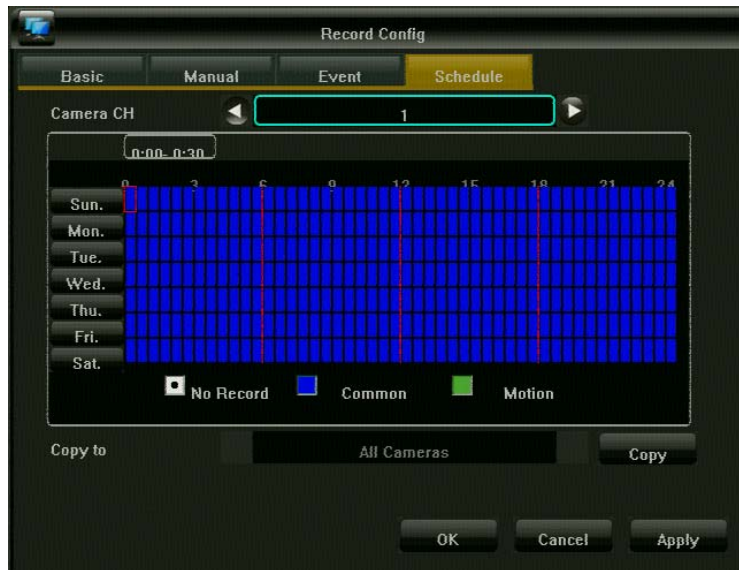 Record Config
Basic Manual Event Schedule
Camera CH 1
0:00- 0:30
0 3 6 9 12 15 18 21 24
Sun.
Mon.
Tue.
Wed.
Thu.
Fri.
Sat.
No Record Common Motion
Copy to All Cameras Copy
OK Cancel Apply